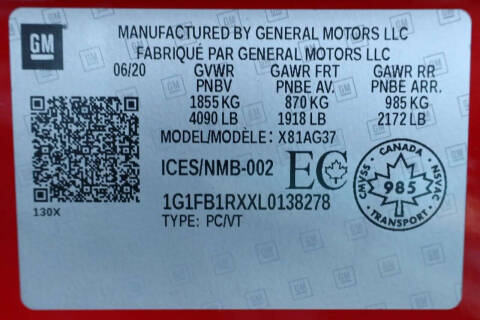 GM
MANUFACTURED BY GENERAL MOTORS LLC
FABRIQUÉ PAR GENERAL MOTORS LLC
06/20 GVWR GAWR FRT GAWR RR
PNBV PNBE AV. PNBE ARR.
1855 KG 870 KG 985 KG
4090 LB 1918 LB 2172 LB
MODEL/MODÈLE: X81AG37
ICES/NMB-002 EC
CANADA
CMVSS 985 NSVAC
TRANSPORT
130X
1G1FB1RXXL0138278
TYPE: PC/VT